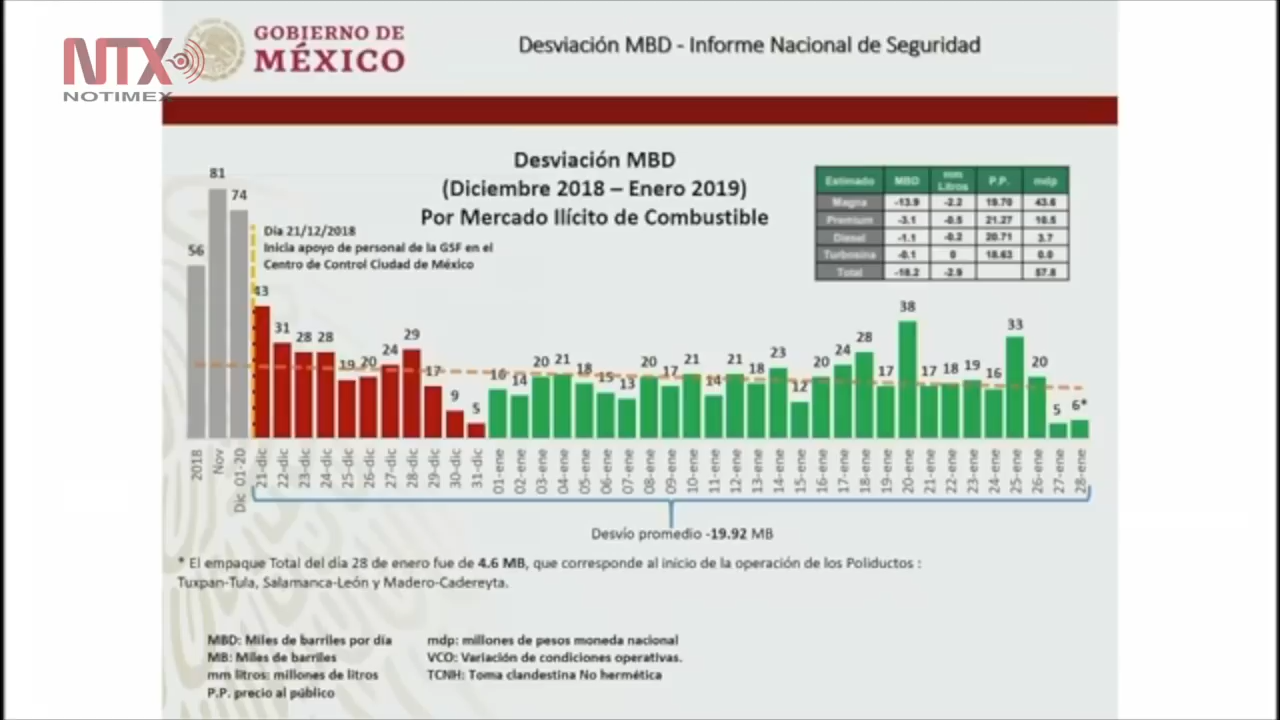 NTX
NOTIMEX
GOBIERNO DE
MÉXICO
Desviación MBD - Informe Nacional de Seguridad
Desviación MBD
(Diciembre 2018 – Enero 2019)
Por Mercado Ilícito de Combustible
Estimado MBD mm Litros P.P. mdp
Magna -13.9 -2.2 19.70 43.6
Premium -3.1 -0.5 21.27 10.5
Diesel -1.1 -0.2 20.71 3.7
Turbosina -0.1 0 18.63 0.0
Total -18.2 -2.9 57.8
Día 21/12/2018
Inicia apoyo de personal de la GSF en el
Centro de Control Ciudad de México
56 81 74 43 31 28 28 19 20 24 29 17 9 5 16 14 20 21 18 15 13 20 17 21 14 21 18 23 12 20 24 28 17 38 17 18 19 16 33 20 5 6*
2018 Nov Dic 01-20 21-dic 22-dic 23-dic 24-dic 25-dic 26-dic 27-dic 28-dic 29-dic 30-dic 31-dic 01-ene 02-ene 03-ene 04-ene 05-ene 06-ene 07-ene 08-ene 09-ene 10-ene 11-ene 12-ene 13-ene 14-ene 15-ene 16-ene 17-ene 18-ene 19-ene 20-ene 21-ene 22-ene 23-ene 24-ene 25-ene 26-ene 27-ene 28-ene
Desvío promedio -19.92 MB
* El empaque Total del día 28 de enero fue de 4.6 MB, que corresponde al inicio de la operación de los Poliductos :
Tuxpan-Tula, Salamanca-León y Madero-Cadereyta.
MBD: Miles de barriles por día
MB: Miles de barriles
mm litros: millones de litros
P.P. precio al público
mdp: millones de pesos moneda nacional
VCO: Variación de condiciones operativas.
TCNH: Toma clandestina No hermética